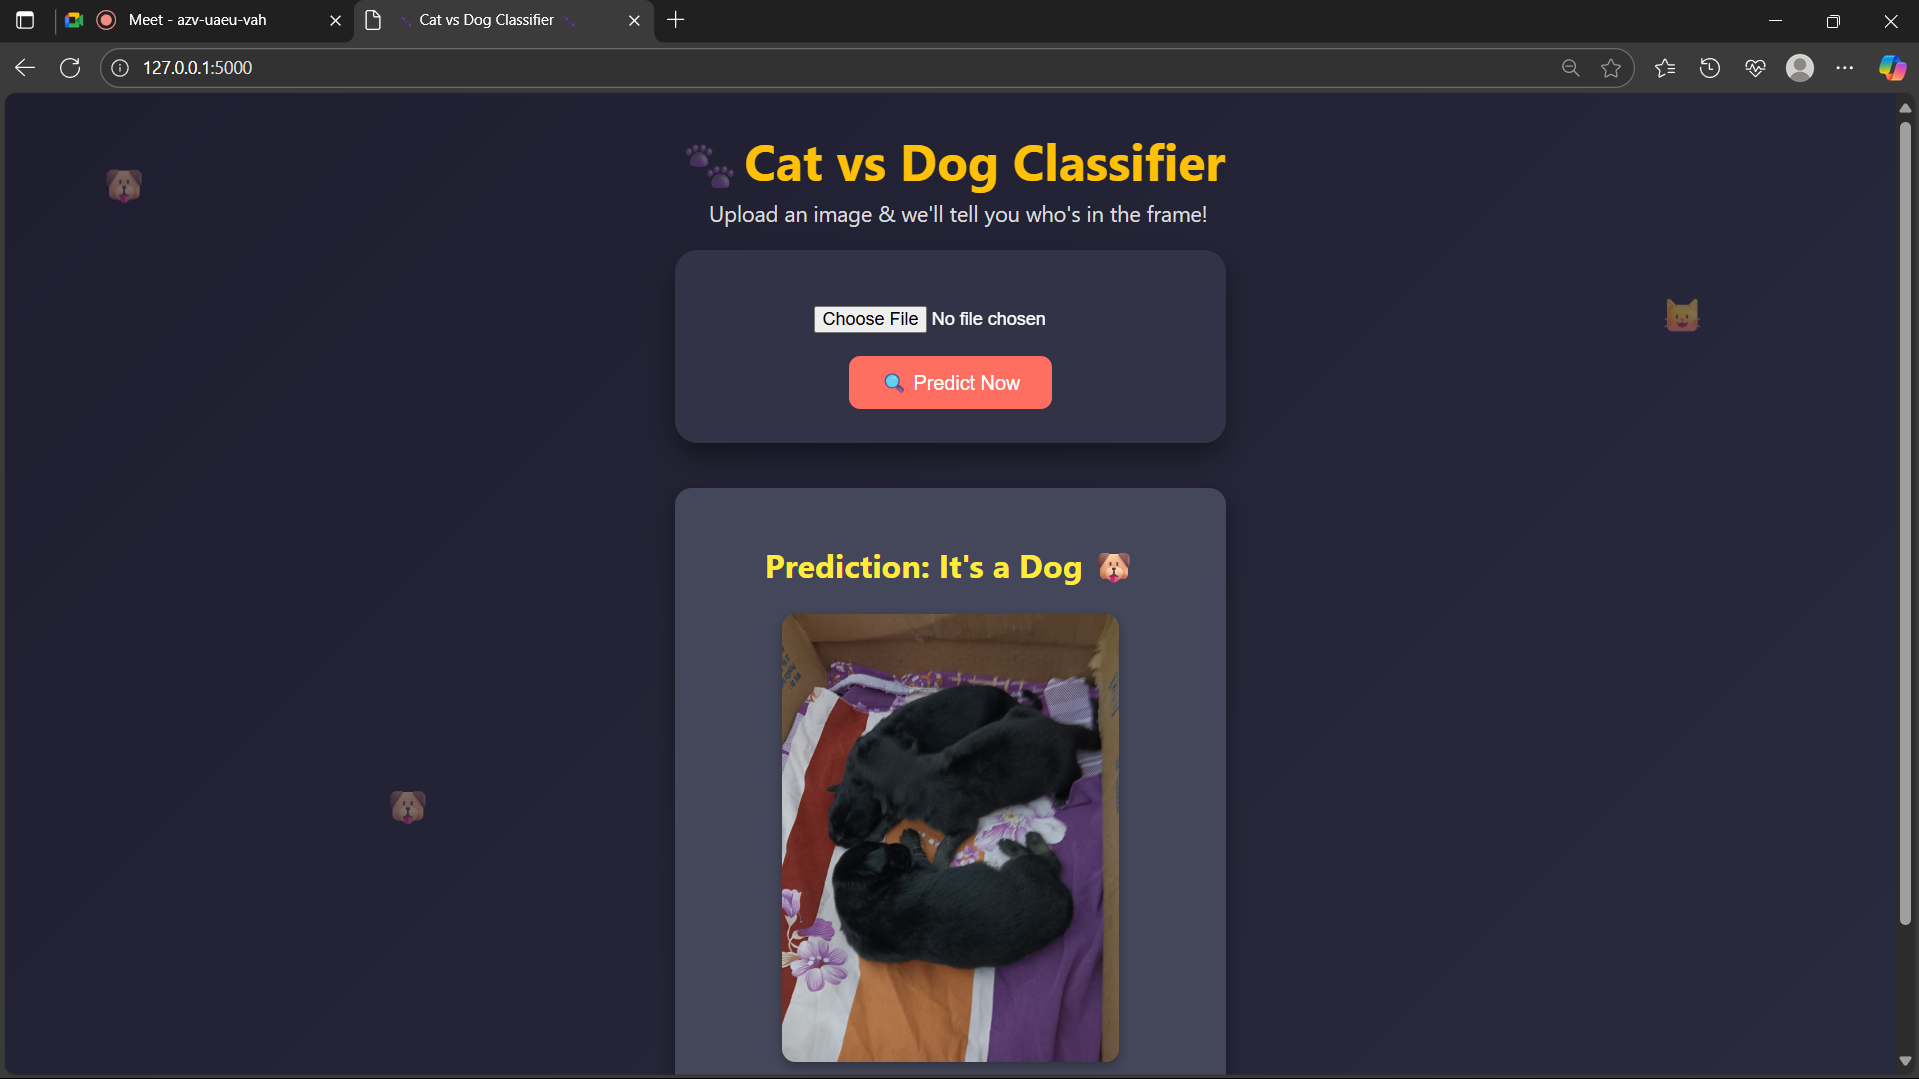 Meet - azv-uaeu-vah
Cat vs Dog Classifier
127.0.0.1:5000
Cat vs Dog Classifier
Upload an image & we'll tell you who's in the frame!
Choose File No file chosen
🔍 Predict Now
Prediction: It's a Dog 🐶